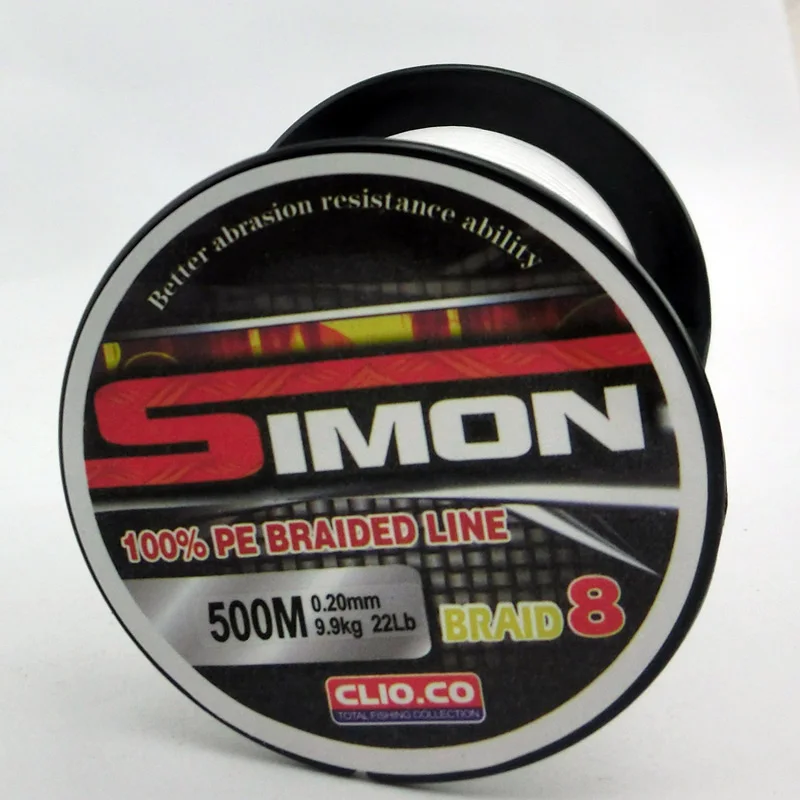 Better abrasion resistance ability
SIMON
100% PE BRAIDED LINE
500M 0.20mm
9.9kg 22Lb
BRAID 8
CLIO.CO
TOTAL FISHING COLLECTION